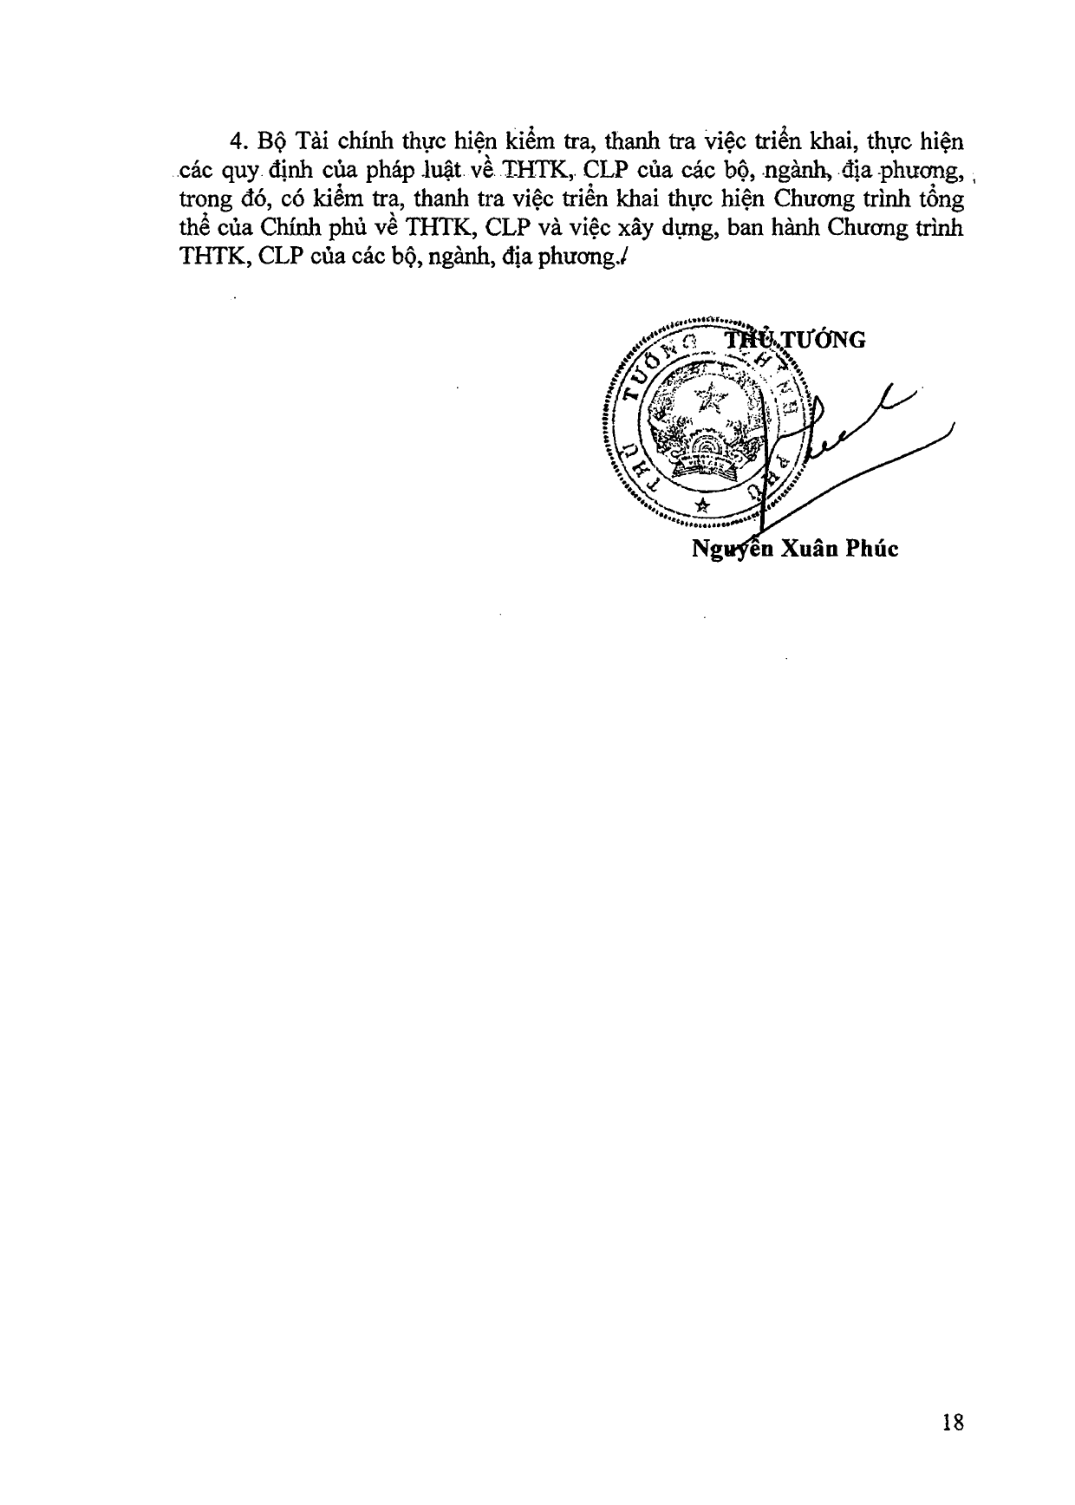 4. Bộ Tài chính thực hiện kiểm tra, thanh tra việc triển khai, thực hiện
các quy định của pháp luật về THTK, CLP của các bộ, ngành, địa phương,
trong đó, có kiểm tra, thanh tra việc triển khai thực hiện Chương trình tổng
thể của Chính phủ về THTK, CLP và việc xây dựng, ban hành Chương trình
THTK, CLP của các bộ, ngành, địa phương./
THỦ TƯỚNG
THỦ TƯỚNG CHÍNH PHỦ
Nguyễn Xuân Phúc
18